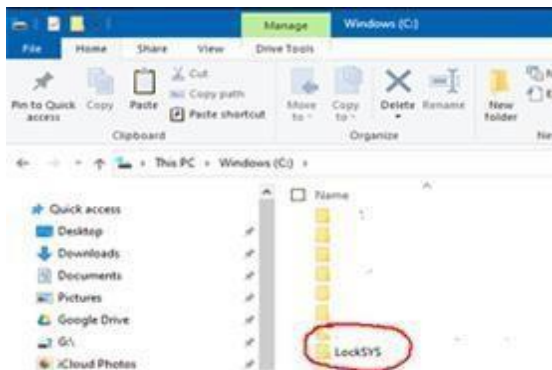 Manage
Windows (C:)
File
Home
Share
View
Drive Tools
Pin to Quick
access
Copy
Paste
Cut
Copy path
Paste shortcut
Clipboard
Move
to
Copy
to
Delete
Rename
Organize
New
folder
This PC
Windows (C:)
Name
Quick access
Desktop
Downloads
Documents
Pictures
Google Drive
G:\
iCloud Photos
LockSYS